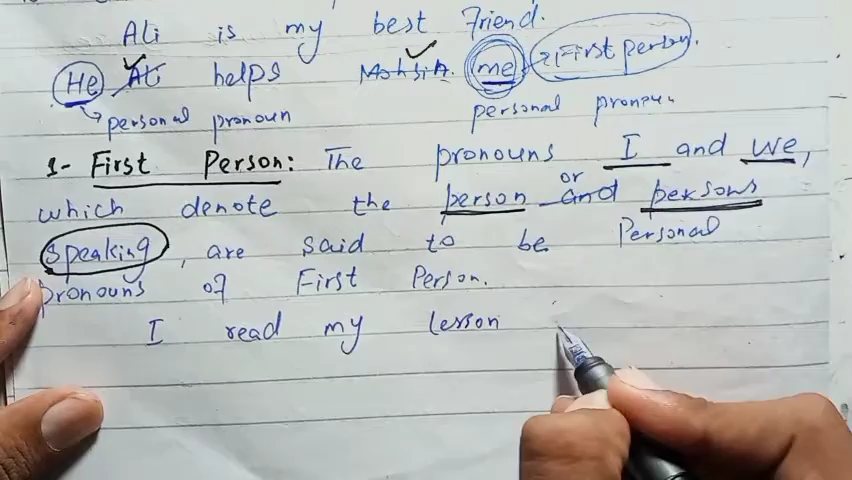 Ali is my best Friend.
He Ali helps Mohsin. me First person.
personal pronoun personal pronoun
1- First Person: The pronouns I and we,
which denote the person and or persons
speaking, are said to be Personal
pronouns of First Person.
I read my lesson